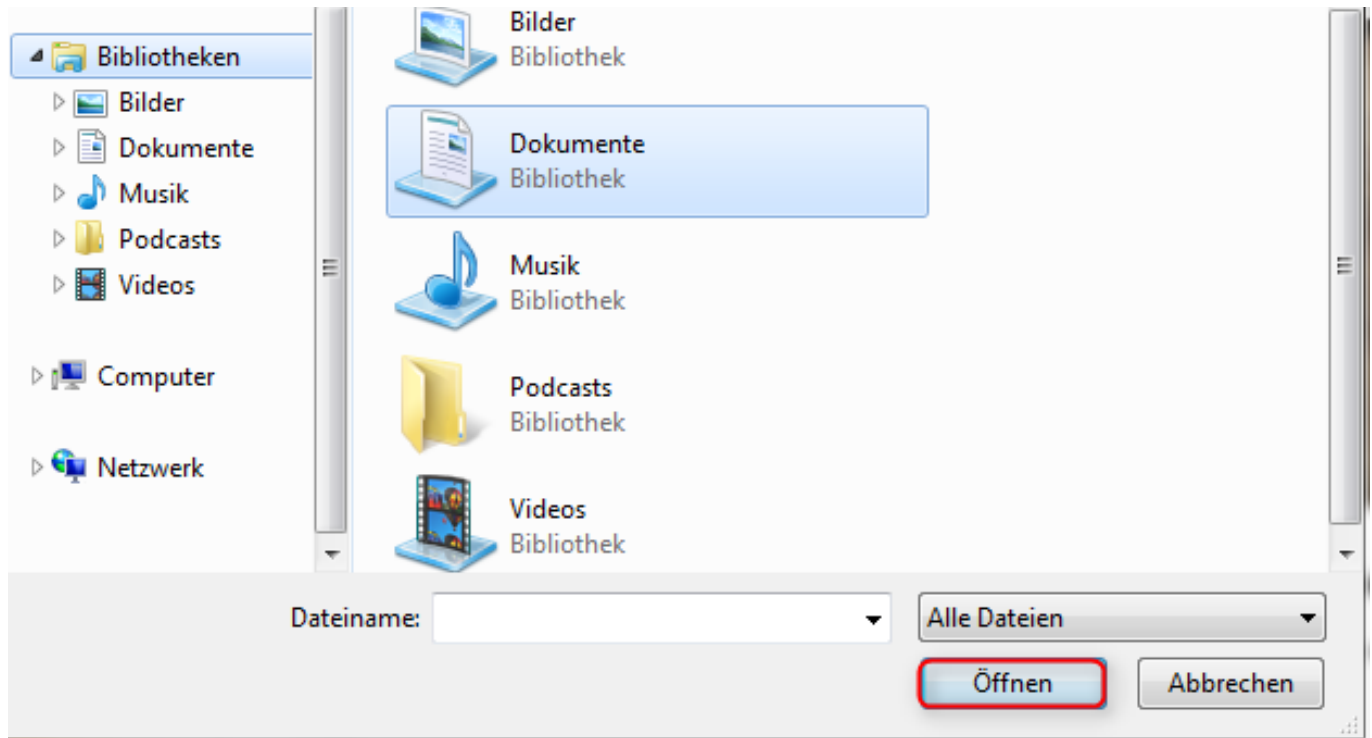 Bibliotheken
Bilder
Dokumente
Musik
Podcasts
Videos
Computer
Netzwerk
Bilder
Bibliothek
Dokumente
Bibliothek
Musik
Bibliothek
Podcasts
Bibliothek
Videos
Bibliothek
Dateiname:
Alle Dateien
Öffnen
Abbrechen